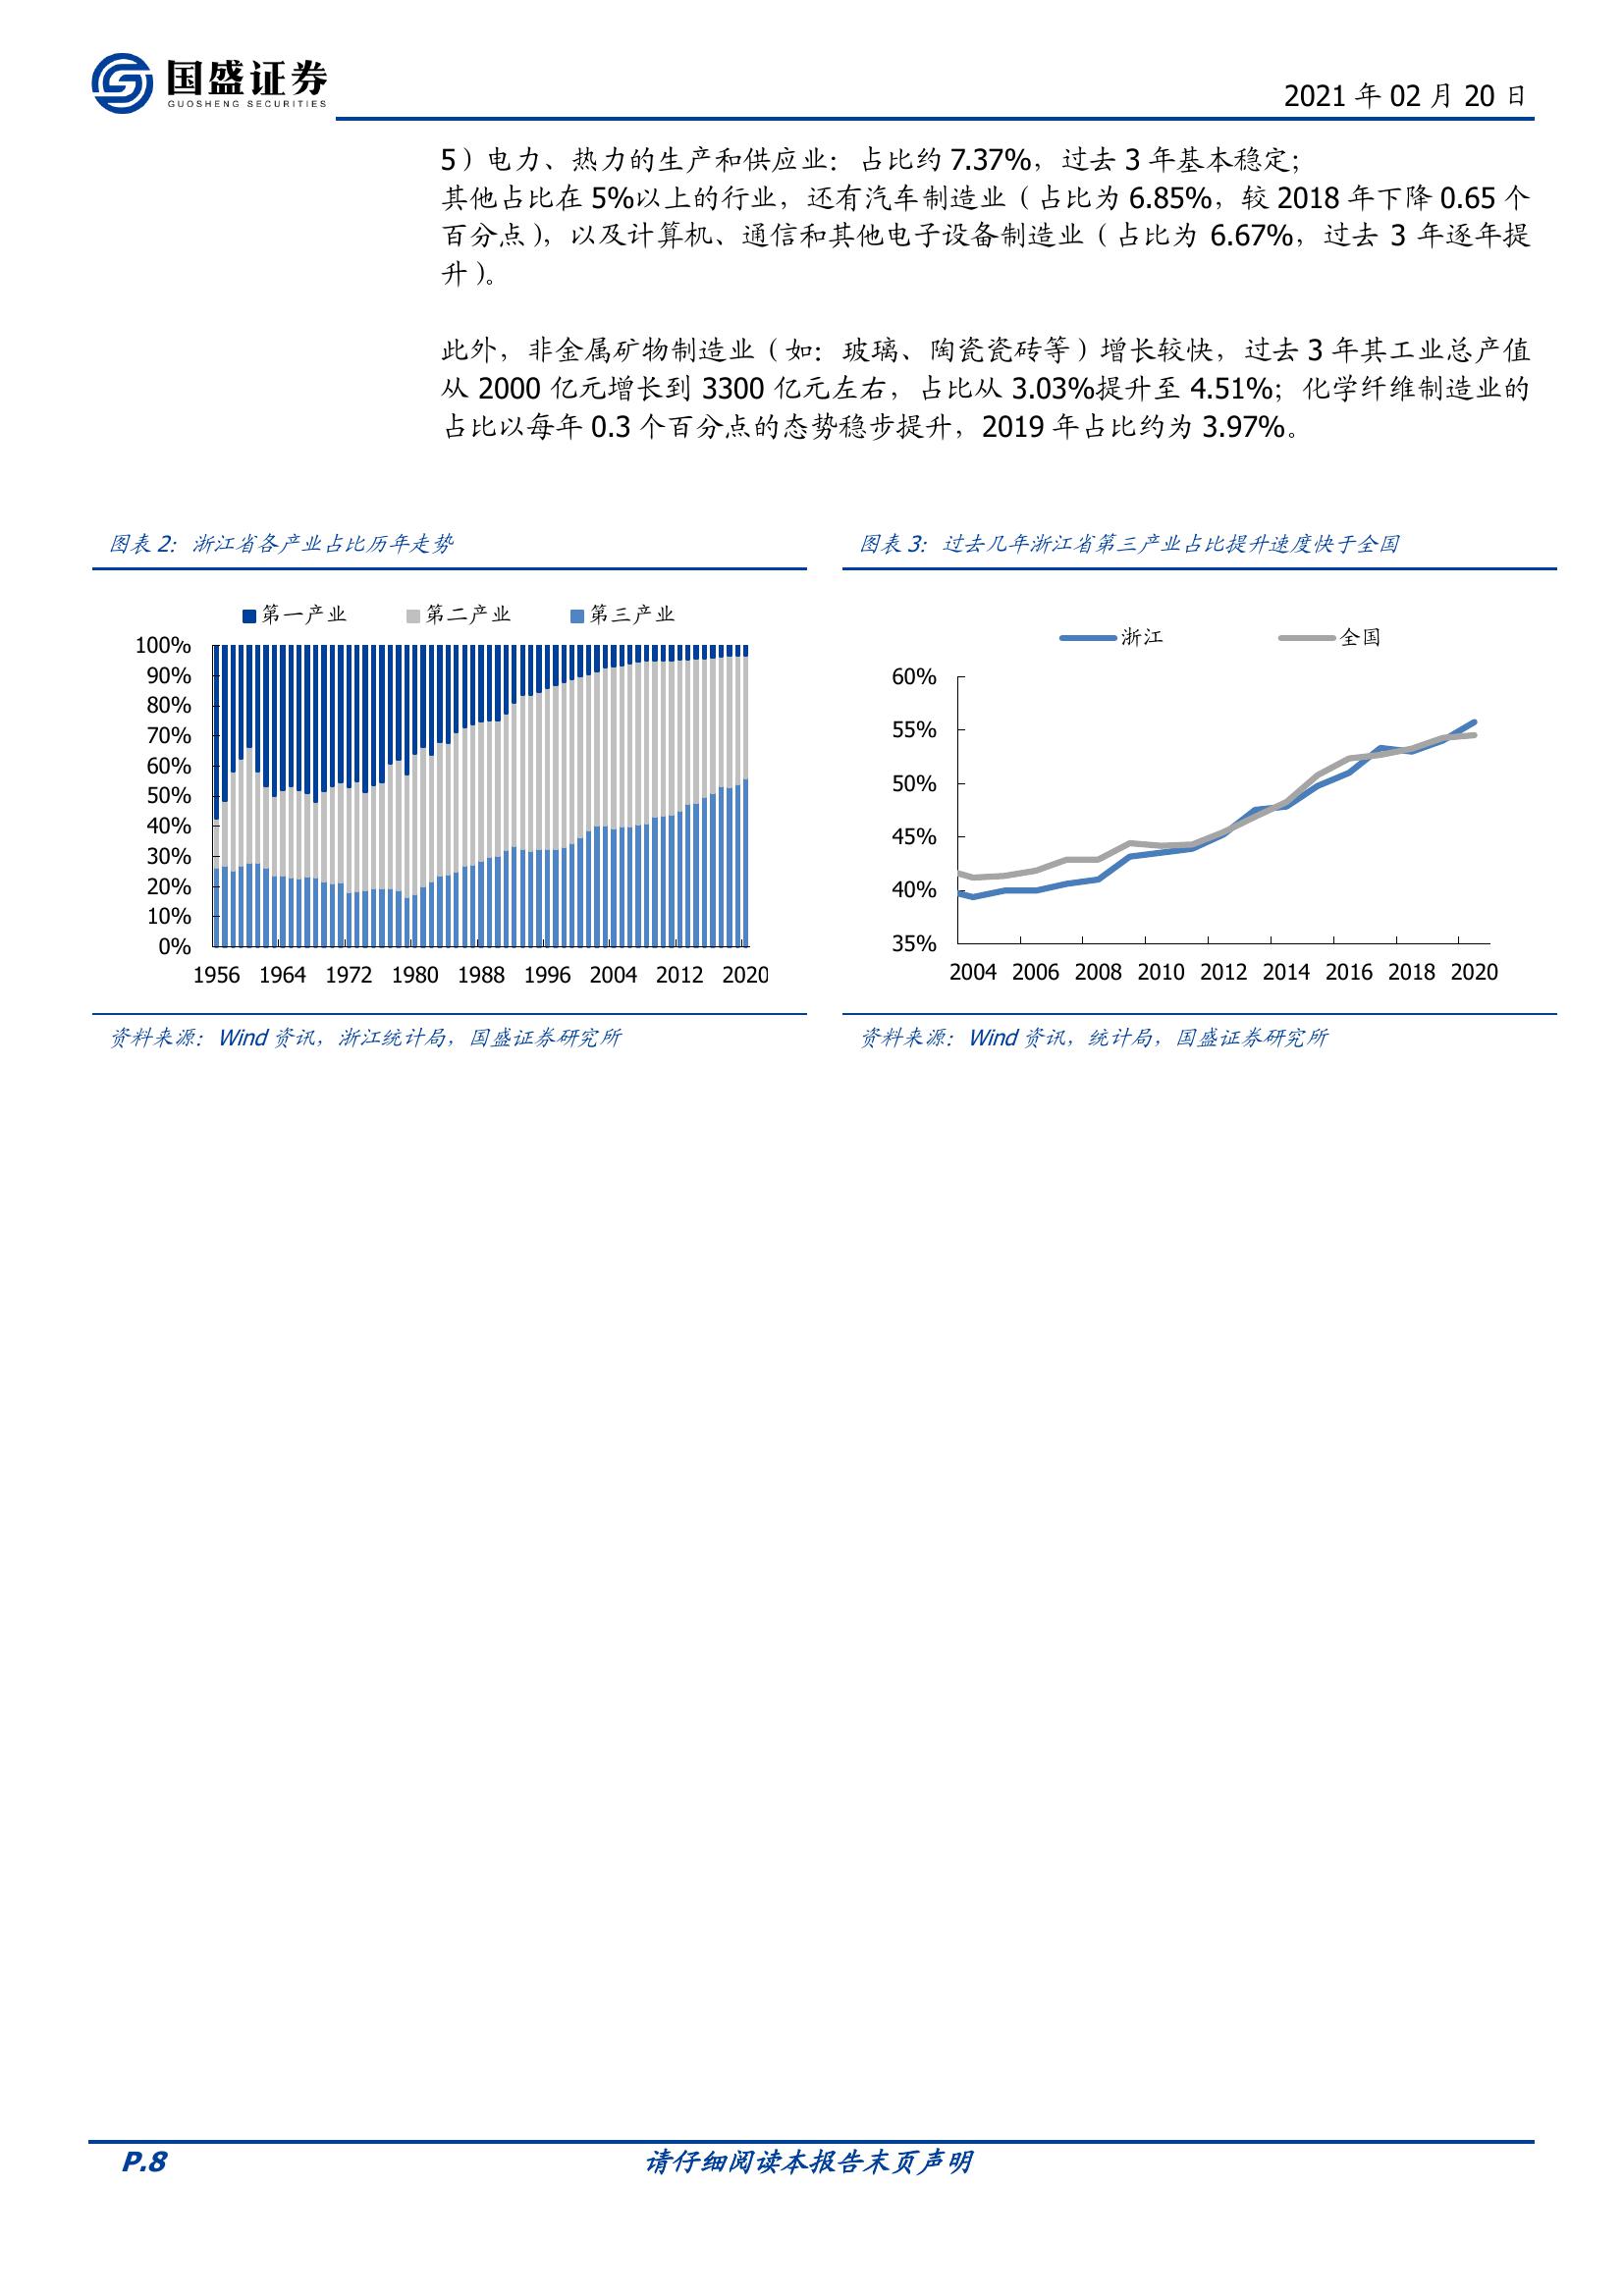 国盛证券
GUOSHENG SECURITIES
2021 年 02 月 20 日
5）电力、热力的生产和供应业：占比约 7.37%，过去 3 年基本稳定；
其他占比在 5%以上的行业，还有汽车制造业（占比为 6.85%，较 2018 年下降 0.65 个
百分点），以及计算机、通信和其他电子设备制造业（占比为 6.67%，过去 3 年逐年提
升）。
此外，非金属矿物制造业（如：玻璃、陶瓷瓷砖等）增长较快，过去 3 年其工业总产值
从 2000 亿元增长到 3300 亿元左右，占比从 3.03%提升至 4.51%；化学纤维制造业的
占比以每年 0.3 个百分点的态势稳步提升，2019 年占比约为 3.97%。
图表 2：浙江省各产业占比历年走势
第一产业 第二产业 第三产业
100%
90%
80%
70%
60%
50%
40%
30%
20%
10%
0%
1956 1964 1972 1980 1988 1996 2004 2012 2020
资料来源：Wind 资讯，浙江统计局，国盛证券研究所
图表 3：过去几年浙江省第三产业占比提升速度快于全国
浙江 全国
60%
55%
50%
45%
40%
35%
2004 2006 2008 2010 2012 2014 2016 2018 2020
资料来源：Wind 资讯，统计局，国盛证券研究所
P.8
请仔细阅读本报告末页声明